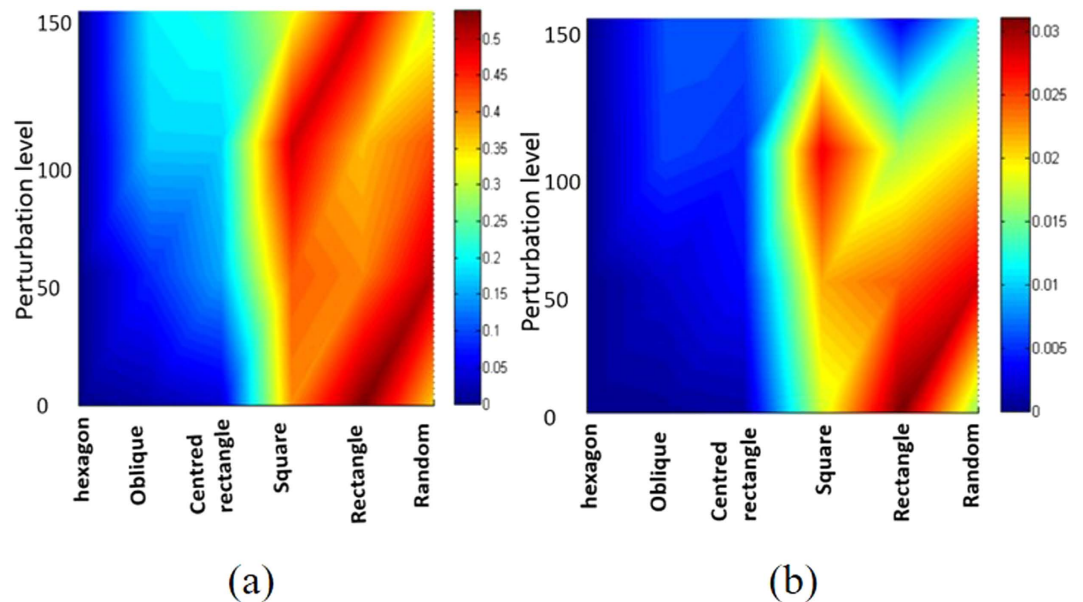 Perturbation level
150
100
50
0
hexagon
Oblique
Centred
rectangle
Square
Rectangle
Random
0.5
0.45
0.4
0.35
0.3
0.25
0.2
0.15
0.1
0.05
0
(a)
Perturbation level
150
100
50
0
hexagon
Oblique
Centred
rectangle
Square
Rectangle
Random
0.03
0.025
0.02
0.015
0.01
0.005
0
(b)